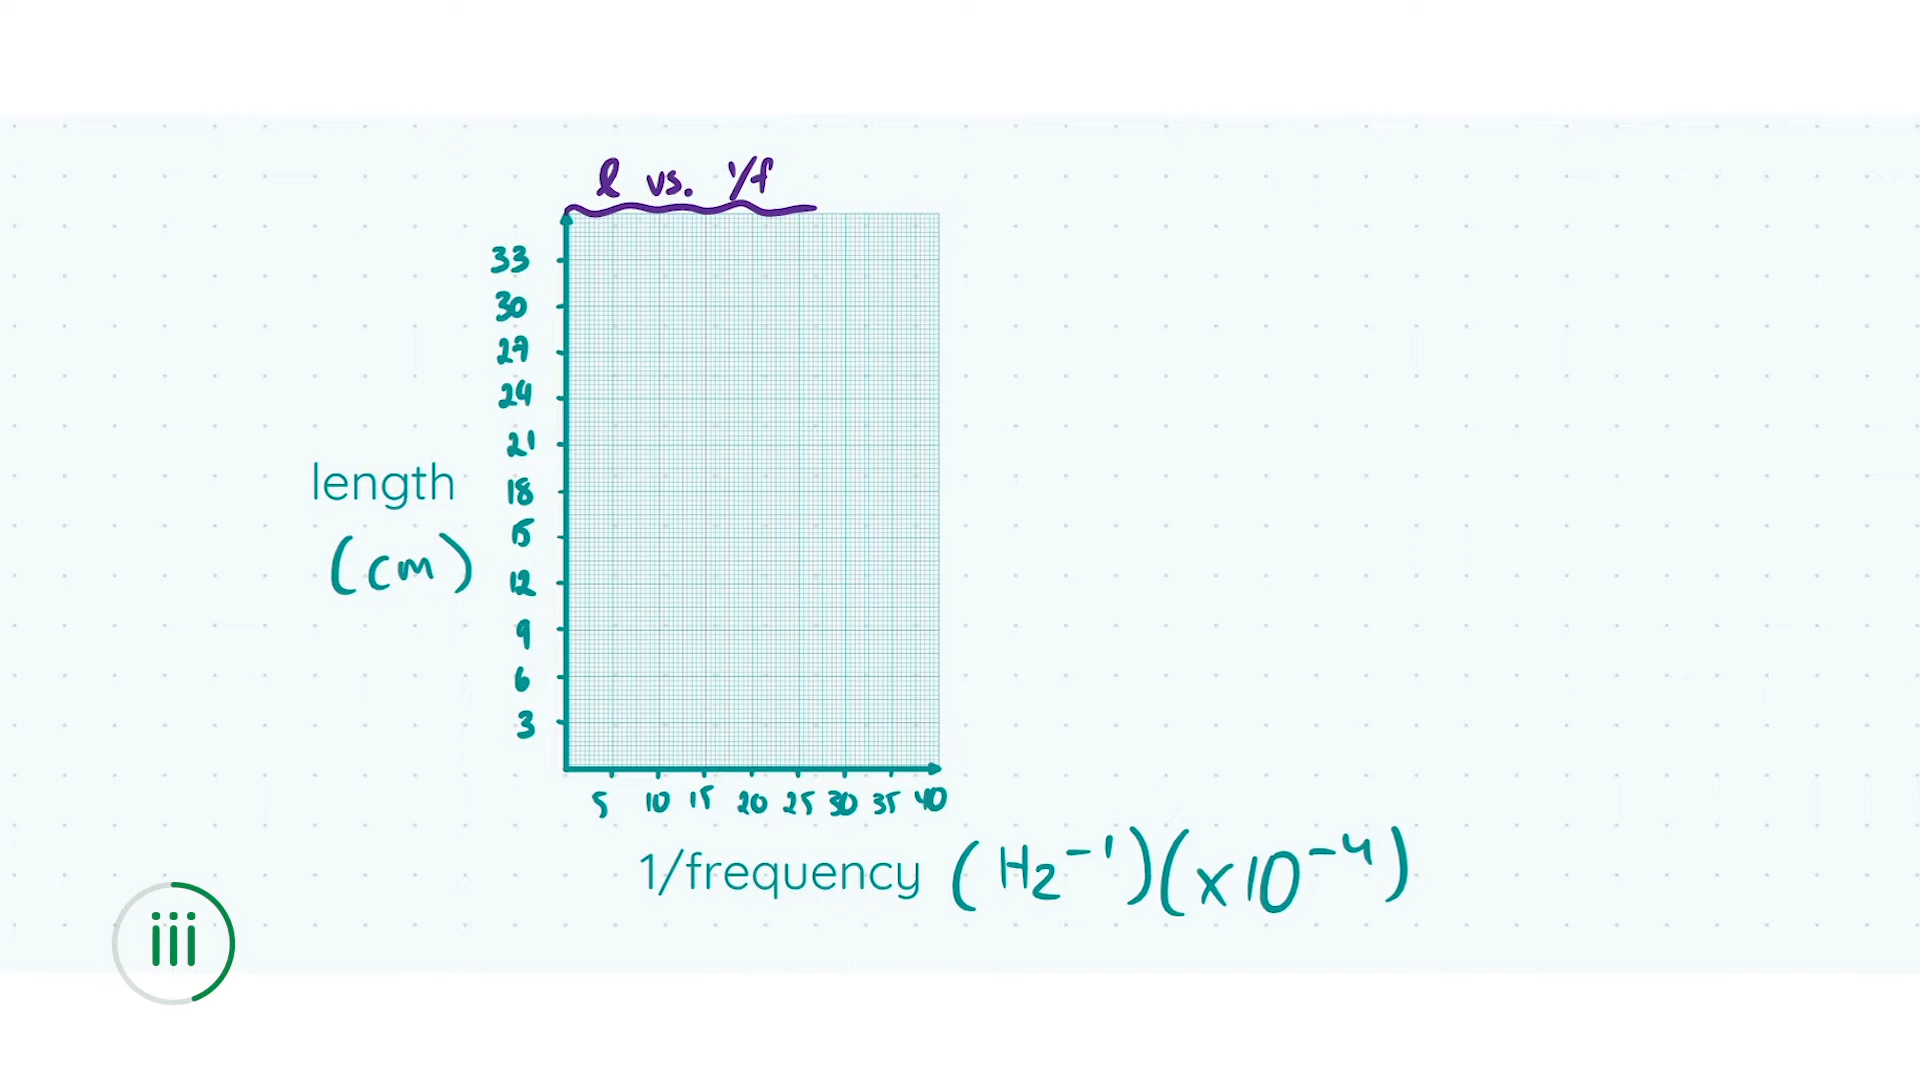 l vs. 1/f
33
30
27
24
21
length
18
15
(cm)
12
9
6
3
5 10 15 20 25 30 35 40
1/frequency (Hz⁻¹)(x10⁻⁴)
iii